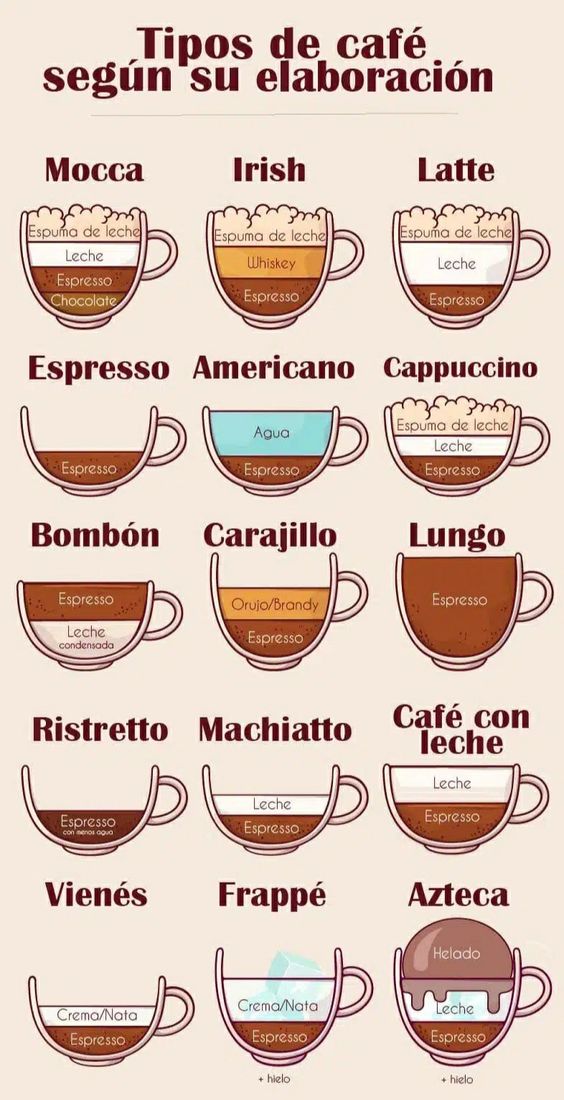 Tipos de café
según su elaboración
Mocca
Irish
Latte
Espuma de leche
Leche
Espresso
Chocolate
Espuma de leche
Whiskey
Espresso
Espuma de leche
Leche
Espresso
Espresso
Americano
Cappuccino
Espresso
Agua
Espresso
Espuma de leche
Leche
Espresso
Bombón
Carajillo
Lungo
Espresso
Leche
condensada
Orujo/Brandy
Espresso
Espresso
Ristretto
Machiatto
Café con
leche
Espresso
con menos agua
Leche
Espresso
Leche
Espresso
Vienés
Frappé
Azteca
Crema/Nata
Espresso
Crema/Nata
Espresso
+ hielo
Helado
Leche
Espresso
+ hielo